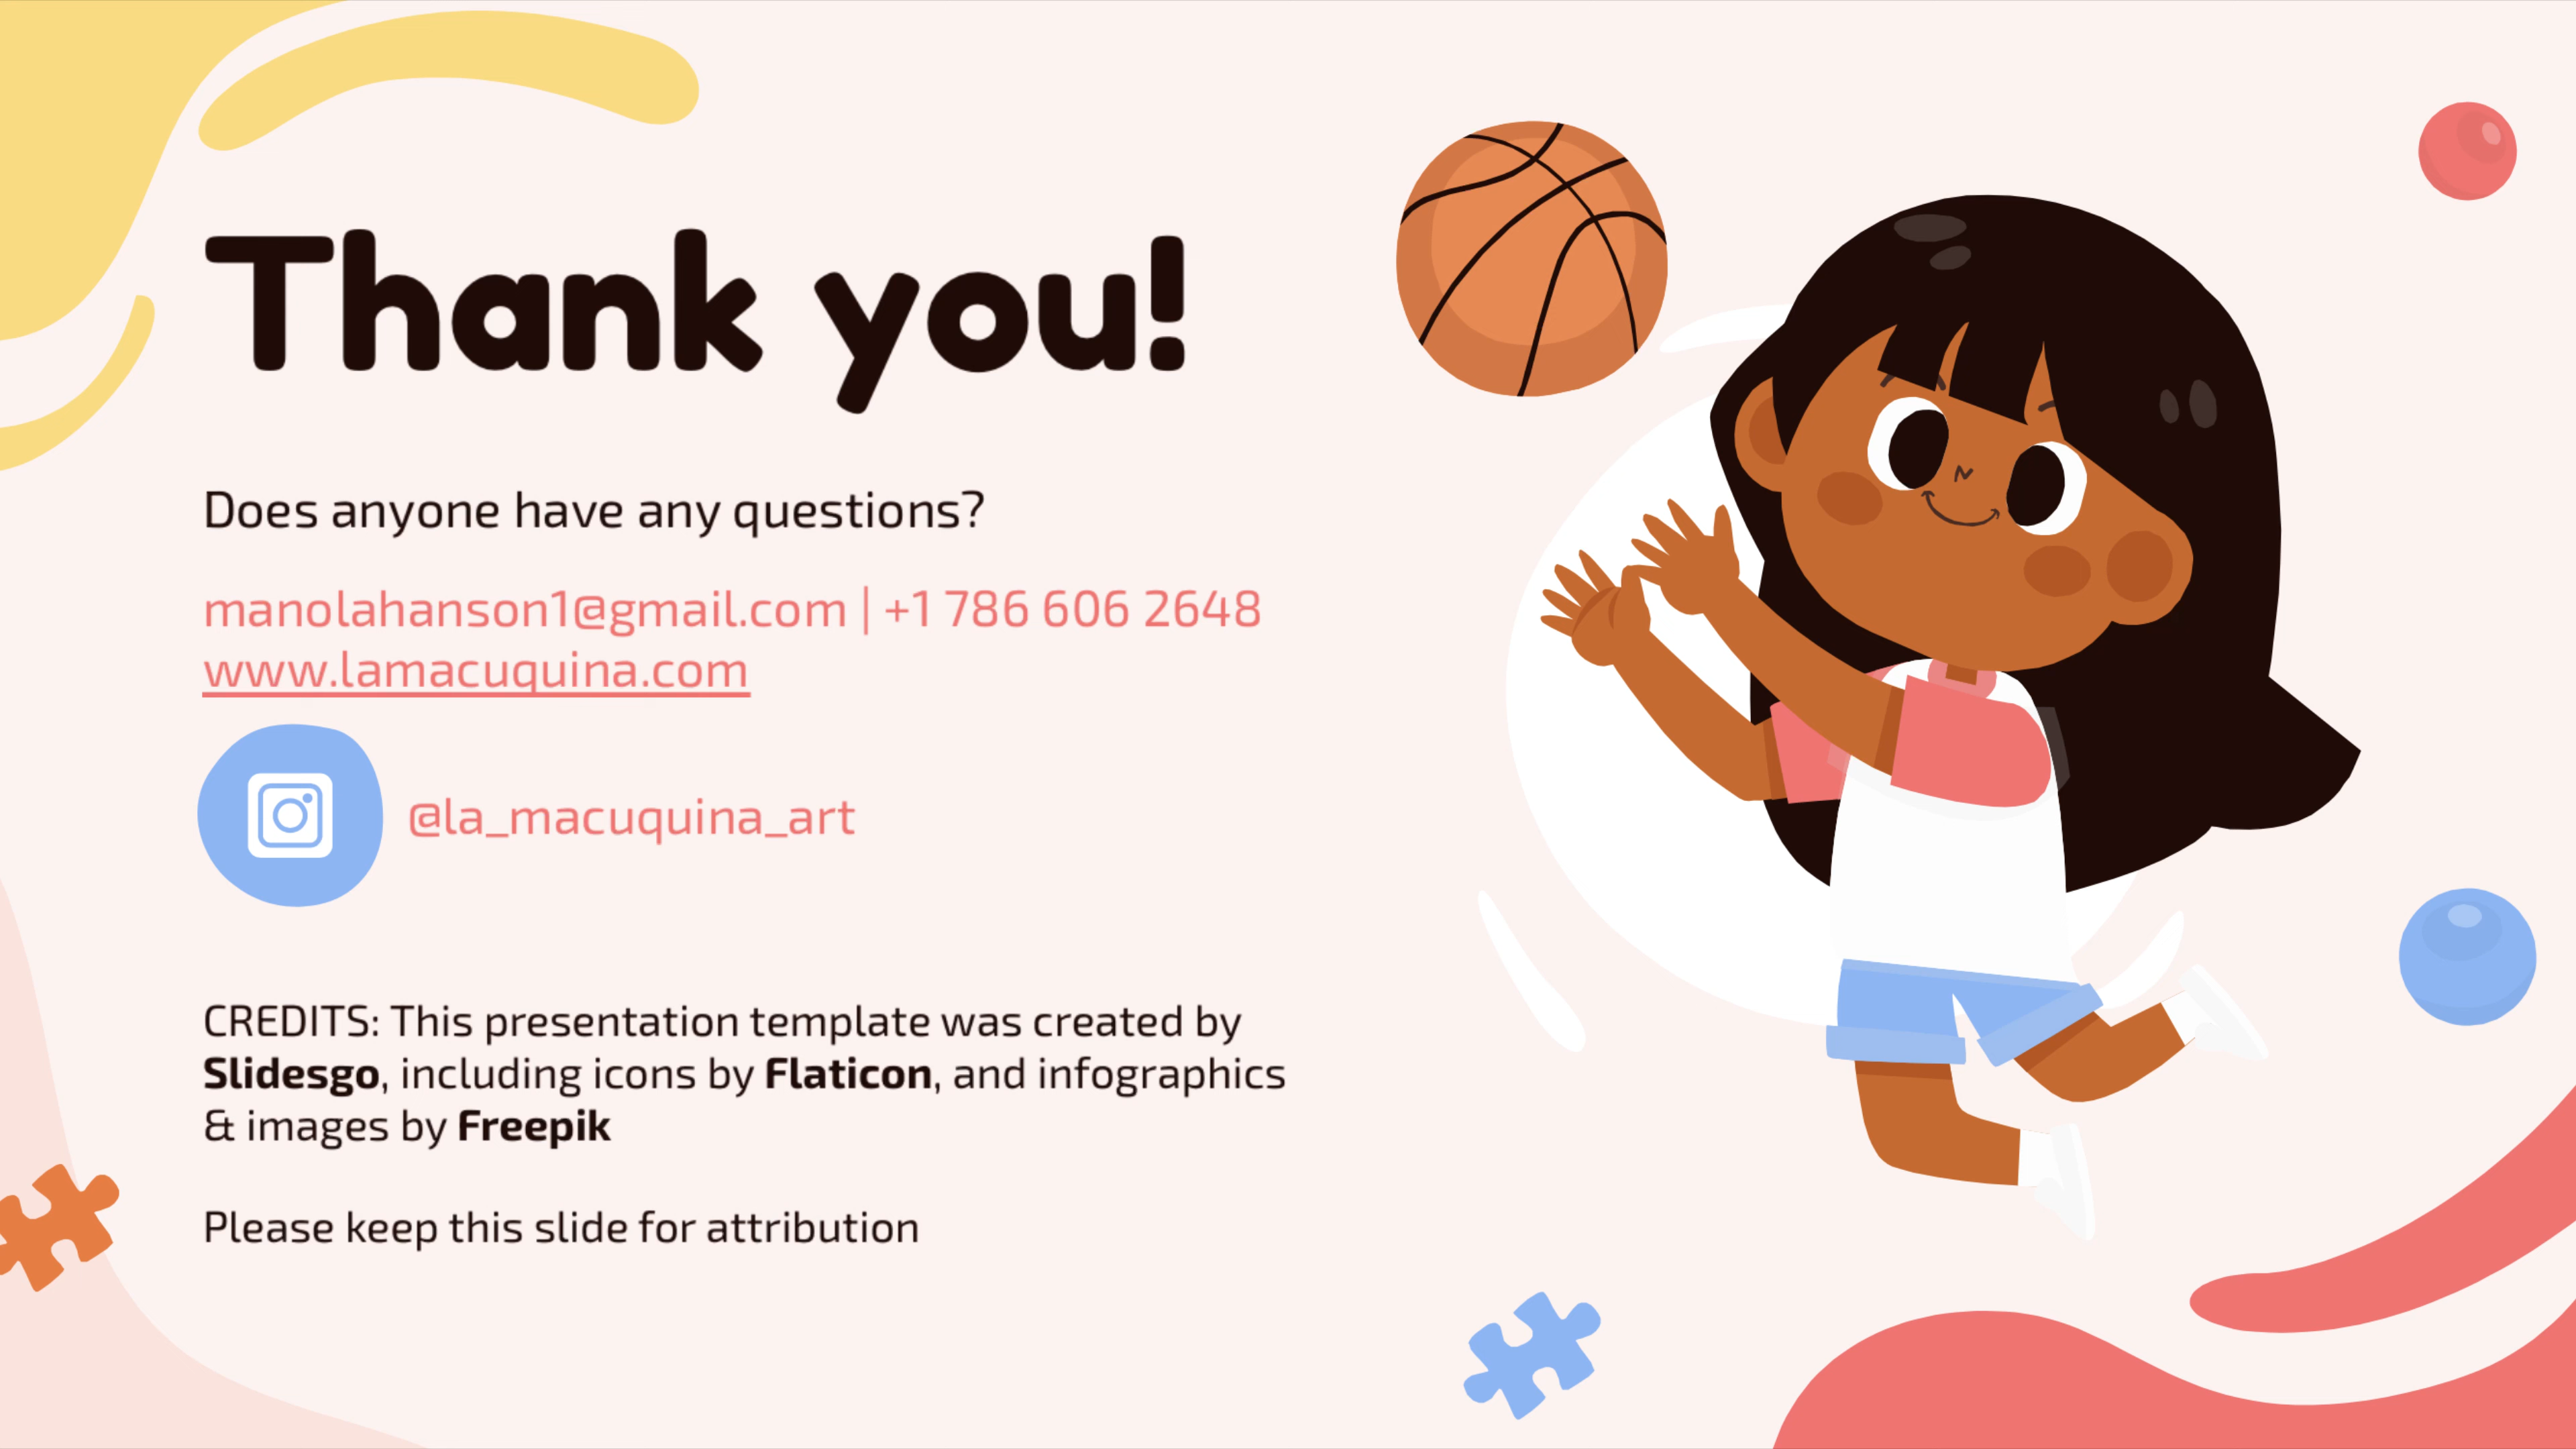 Thank you!
Does anyone have any questions?
manolahanson1@gmail.com | +1 786 606 2648
www.lamacuquina.com
@la_macuquina_art
CREDITS: This presentation template was created by
Slidesgo, including icons by Flaticon, and infographics
& images by Freepik
Please keep this slide for attribution